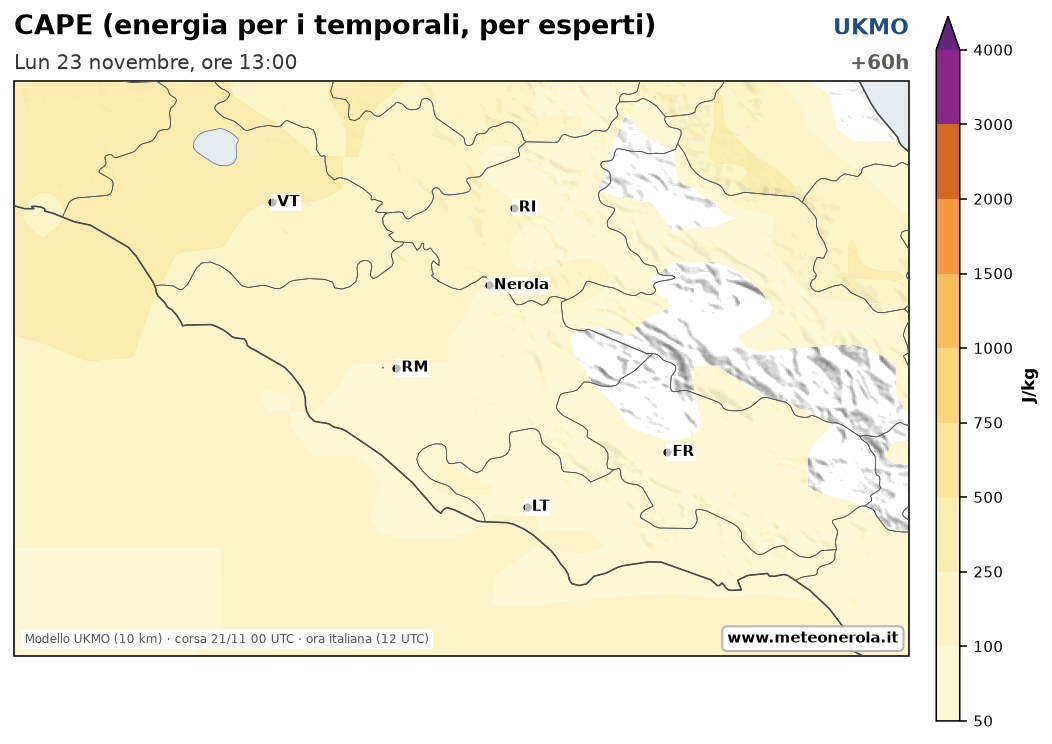 CAPE (energia per i temporali, per esperti)
UKMO
Lun 23 novembre, ore 13:00
+60h
4000
3000
2000
1500
1000
750
500
250
100
50
J/kg
VT
RI
Nerola
RM
FR
LT
Modello UKMO (10 km) · corsa 21/11 00 UTC · ora italiana (12 UTC)
www.meteonerola.it